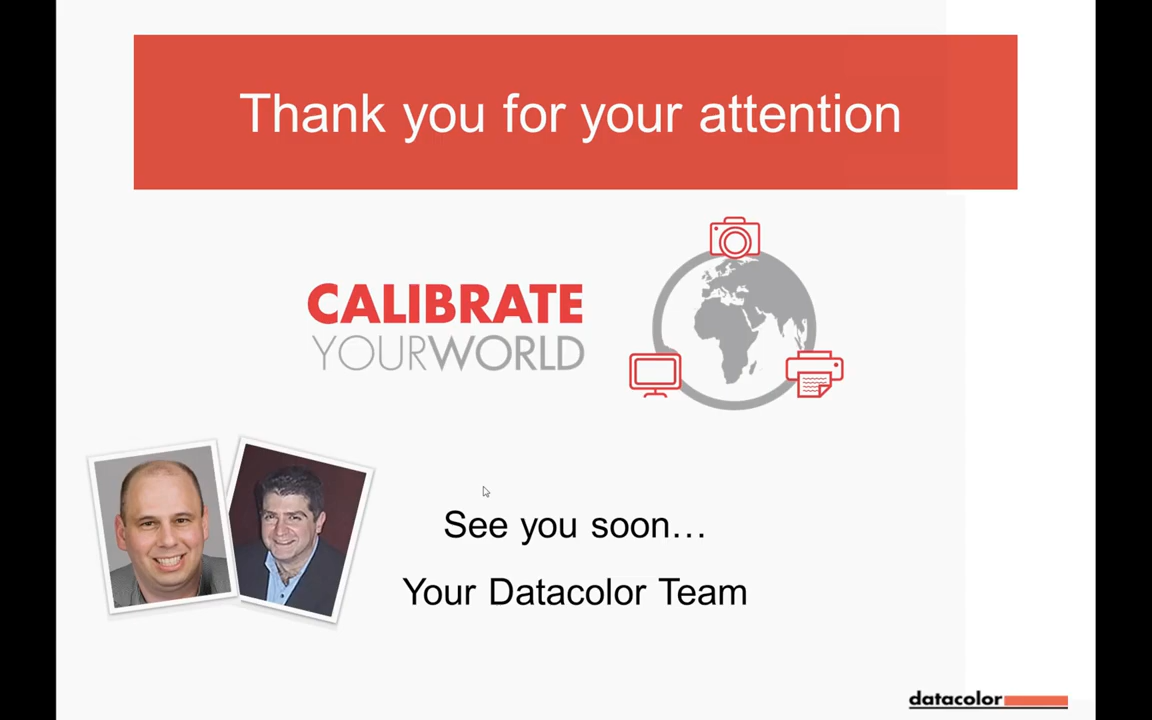 Thank you for your attention
CALIBRATE
YOURWORLD
See you soon…
Your Datacolor Team
datacolor